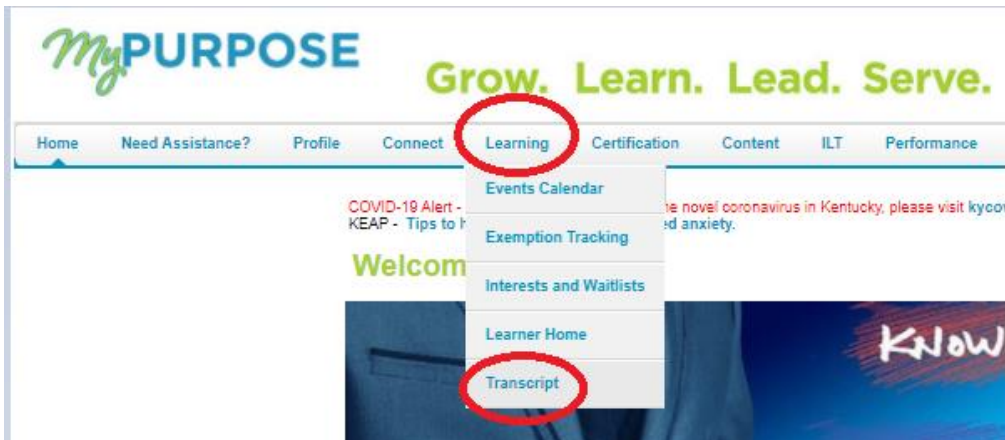 MyPURPOSE
Grow. Learn. Lead. Serve.
Home Need Assistance? Profile Connect Learning Certification Content ILT Performance
Events Calendar
COVID-19 Alert - ne novel coronavirus in Kentucky, please visit kycov
KEAP - Tips to h ed anxiety.
Exemption Tracking
Welcom
Interests and Waitlists
Learner Home
KNOW
Transcript